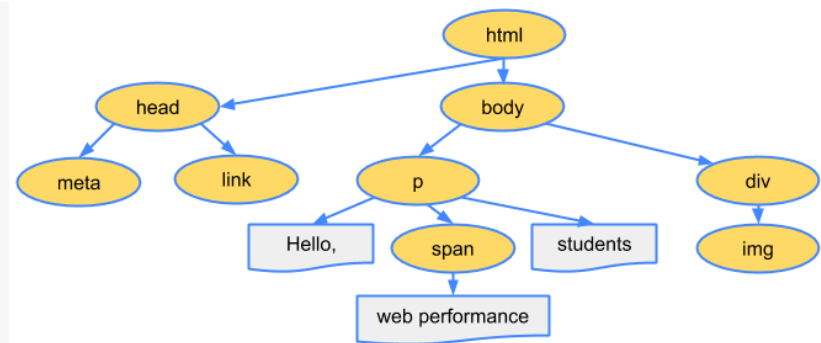 html
head
body
meta
link
p
div
Hello,
span
students
img
web performance